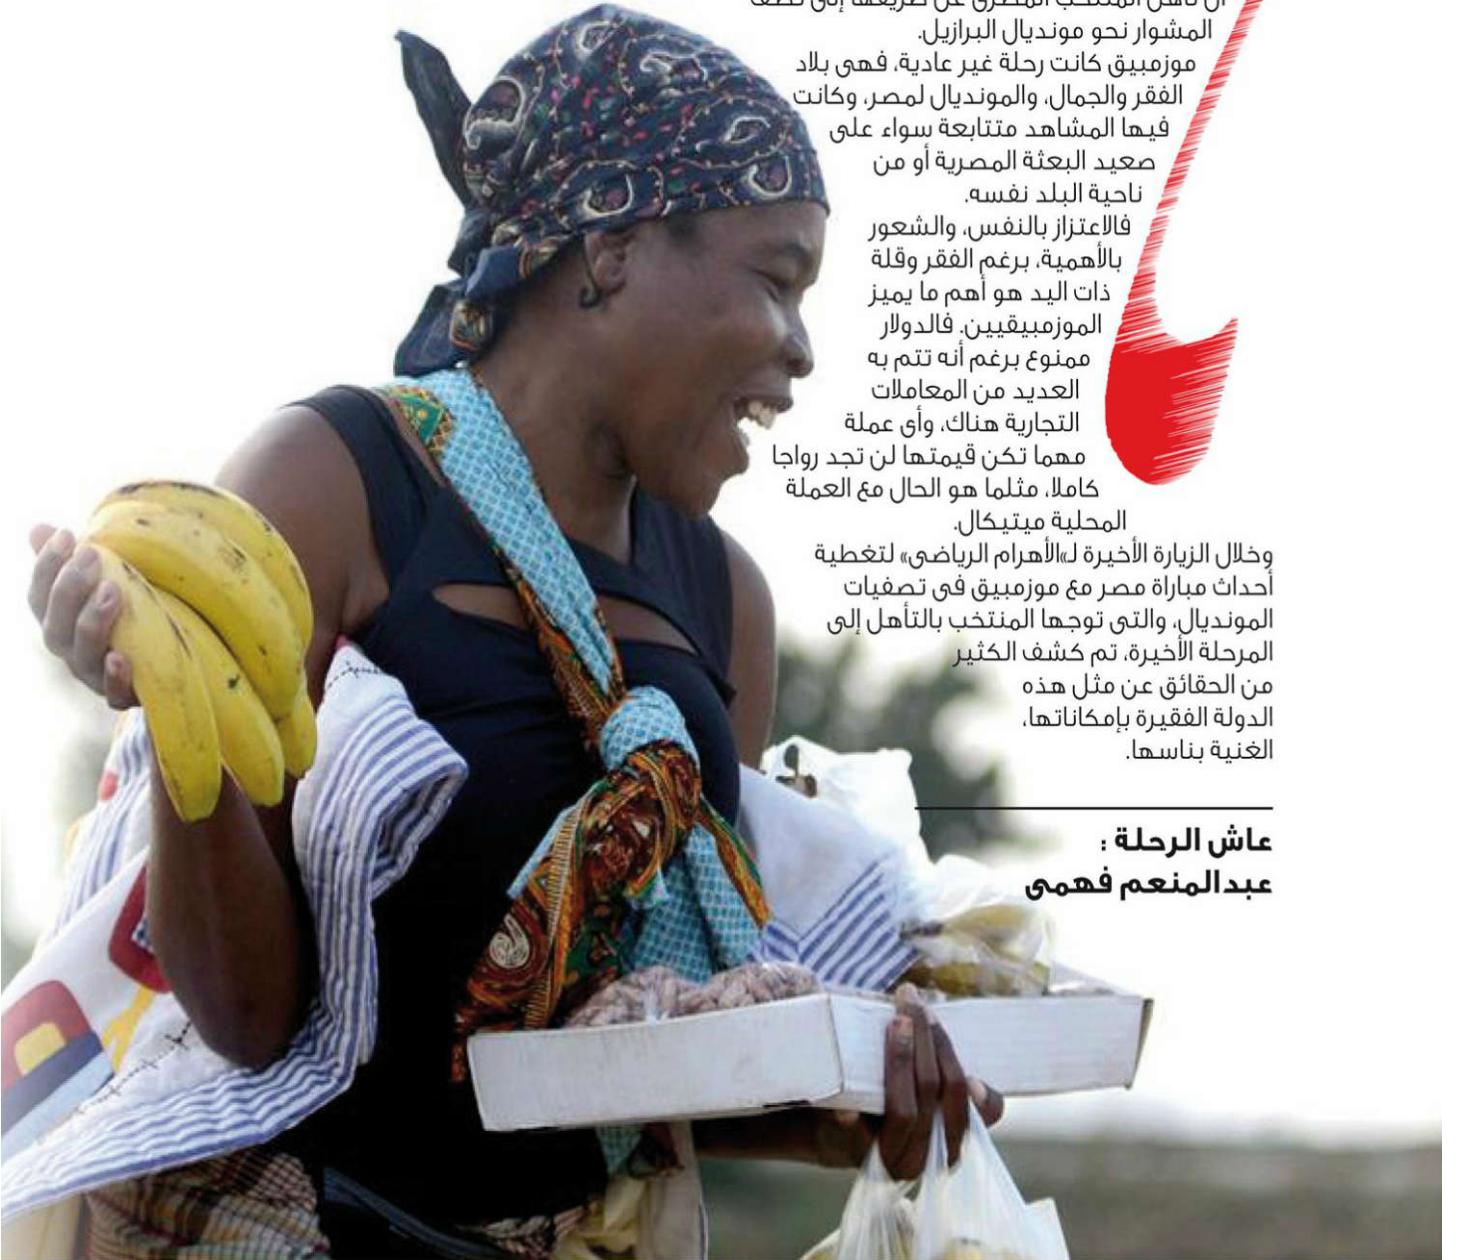 المشوار نحو مونديال البرازيل.
موزمبيق كانت رحلة غير عادية، فهى بلاد
الفقر والجمال، والمونديال لمصر، وكانت
فيها المشاهد متتابعة سواء على
صعيد البعثة المصرية أو من
ناحية البلد نفسه.
فالاعتزاز بالنفس، والشعور
بالأهمية، برغم الفقر وقلة
ذات اليد هو أهم ما يميز
الموزمبيقيين. فالدولار
ممنوع برغم أنه تتم به
العديد من المعاملات
التجارية هناك، وأى عملة
مهما تكن قيمتها لن تجد رواجا
كاملا، مثلما هو الحال مع العملة
المحلية ميتيكال.
وخلال الزيارة الأخيرة لـ«الأهرام الرياضى» لتغطية
أحداث مباراة مصر مع موزمبيق فى تصفيات
المونديال، والتى توجها المنتخب بالتأهل إلى
المرحلة الأخيرة، تم كشف الكثير
من الحقائق عن مثل هذه
الدولة الفقيرة بإمكاناتها،
الغنية بناسها.
عاش الرحلة :
عبدالمنعم فهمى